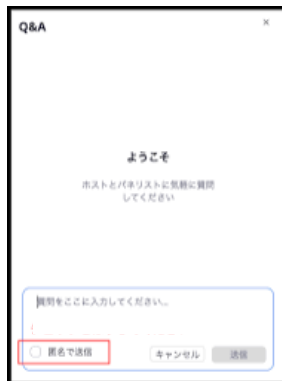 Q&A
×
ようこそ
ホストとパネリストに気軽に質問
してください
質問をここに入力してください...
匿名で送信
キャンセル
送信